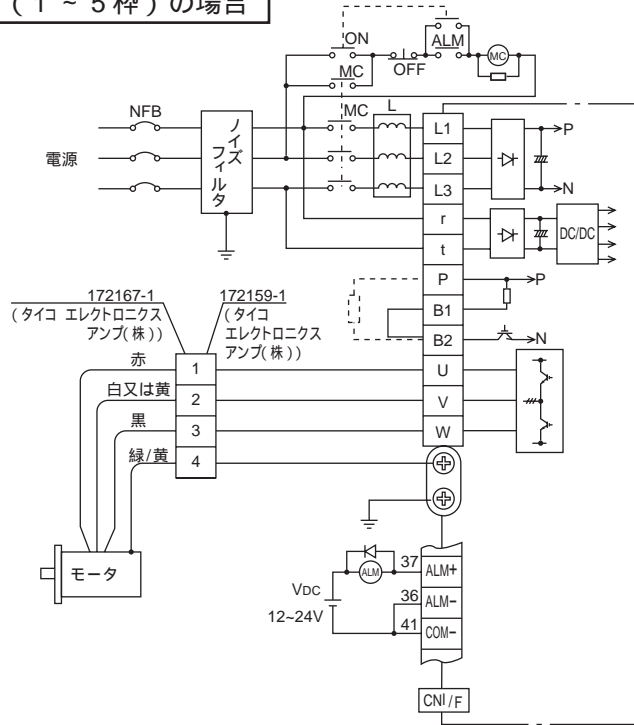 (1~5枠)の場合
ON
ALM
MC
OFF
MC
NFB
MC
L
電源
ノイズ
フィルタ
L1
L2
L3
r
t
P
B1
B2
U
V
W
P
N
DC/DC
P
N
172167-1
(タイコ エレクトロニクス
アンプ(株))
172159-1
(タイコ
エレクトロニクス
アンプ(株))
赤
白又は黄
黒
緑/黄
1
2
3
4
モータ
ALM
VDC
12~24V
37
36
41
ALM+
ALM−
COM−
CNI/F